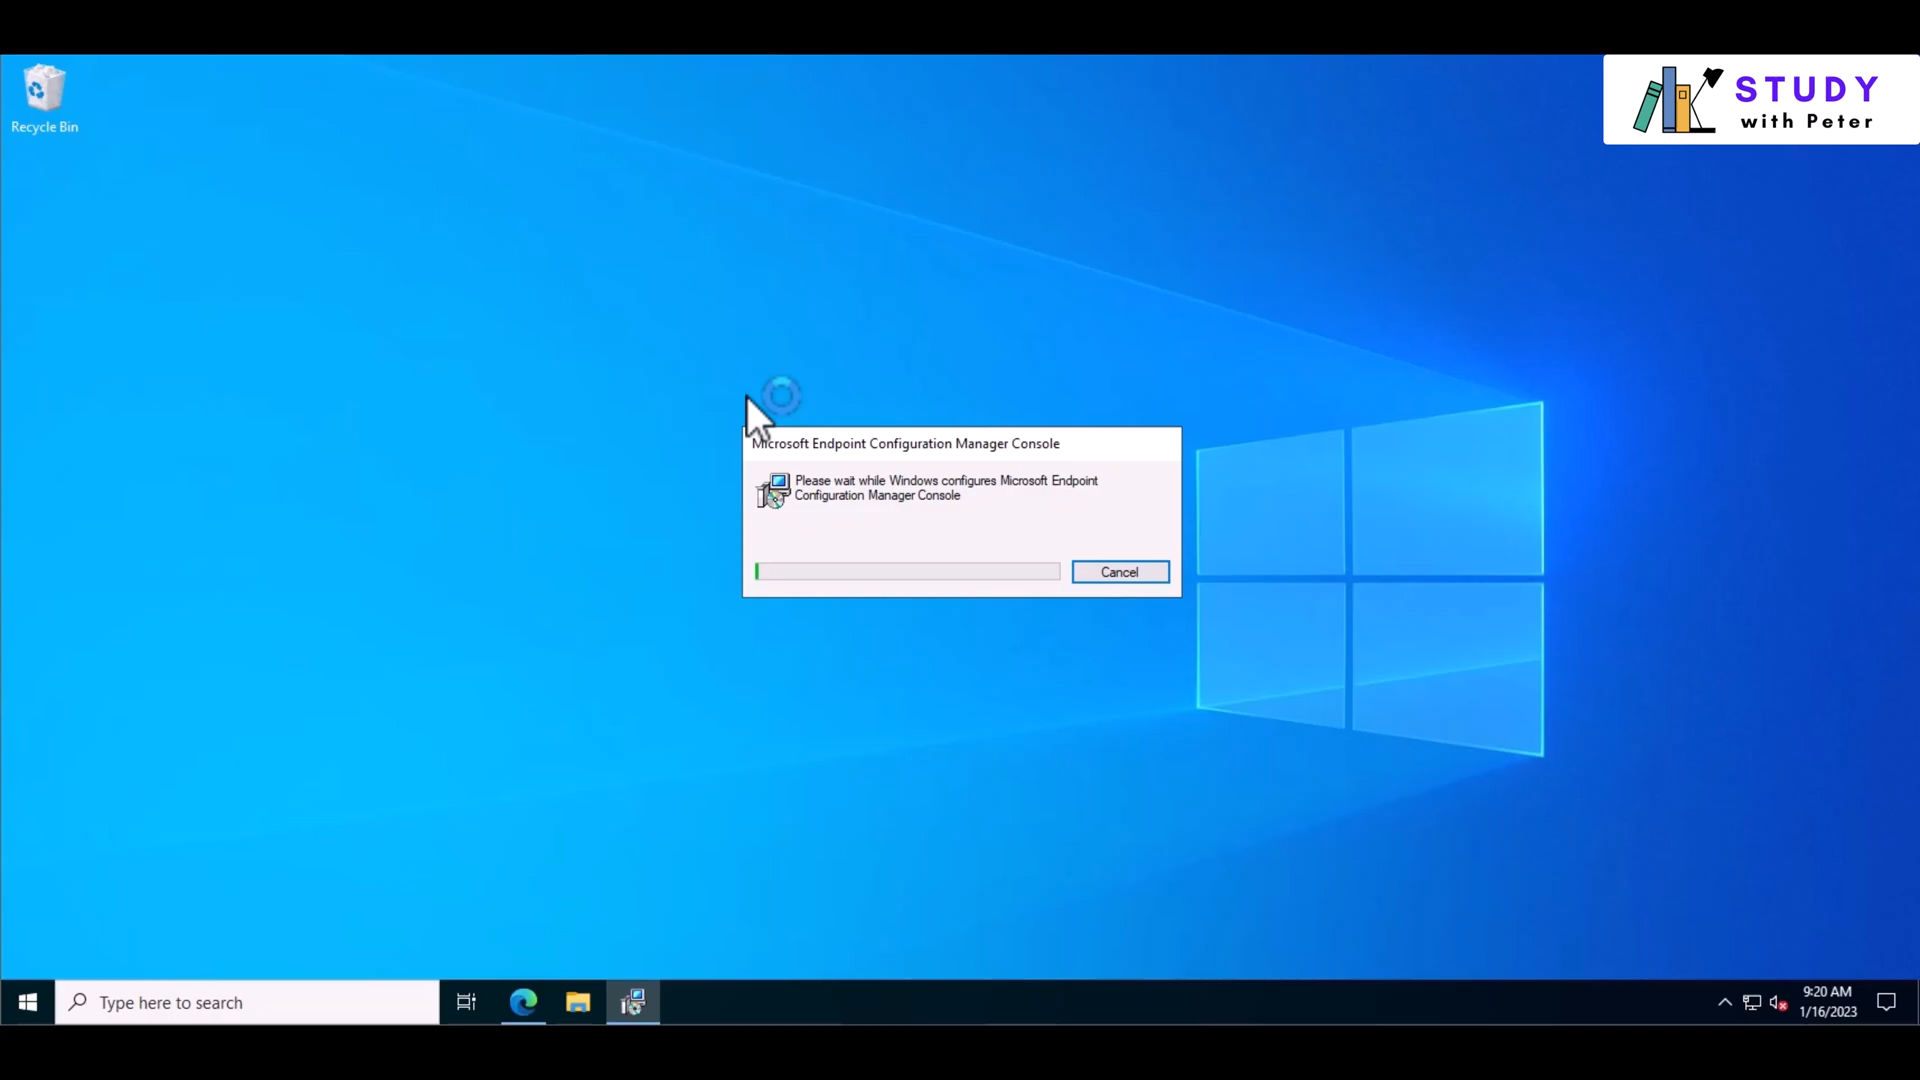 Recycle Bin
STUDY
with Peter
Microsoft Endpoint Configuration Manager Console
Please wait while Windows configures Microsoft Endpoint
Configuration Manager Console
Cancel
Type here to search
9:20 AM
1/16/2023